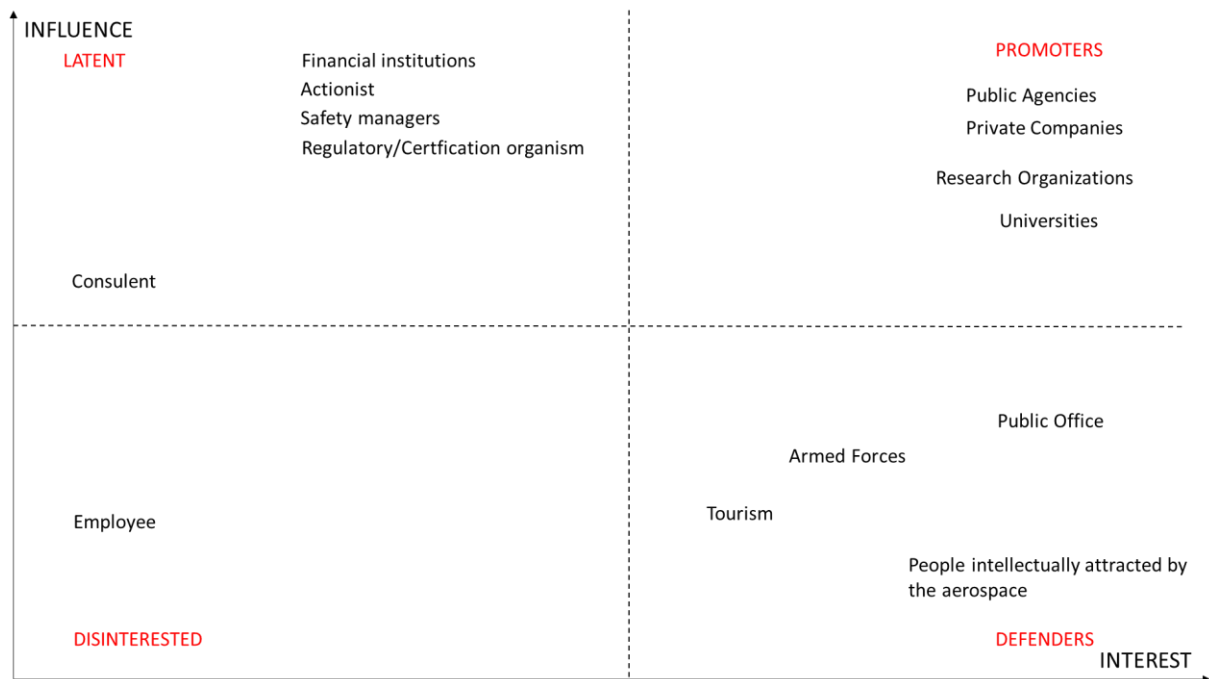 INFLUENCE
LATENT
Financial institutions
Actionist
Safety managers
Regulatory/Certfication organism
Consulent
PROMOTERS
Public Agencies
Private Companies
Research Organizations
Universities
Employee
DISINTERESTED
Public Office
Armed Forces
Tourism
People intellectually attracted by
the aerospace
DEFENDERS
INTEREST